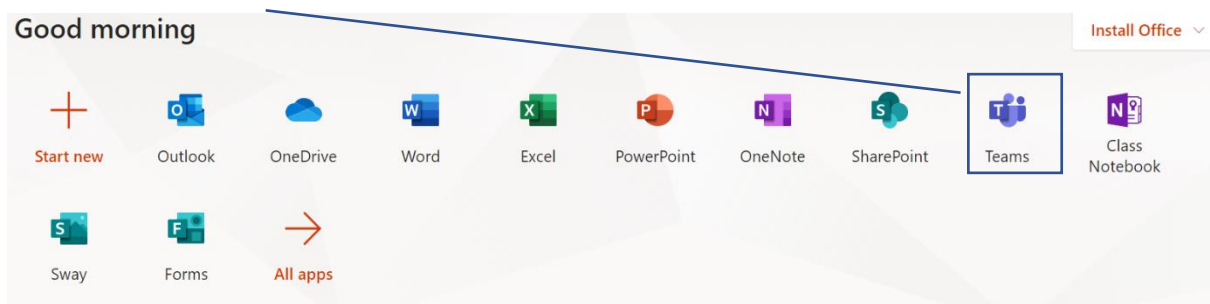 Good morning
Install Office
Start new
Outlook
OneDrive
Word
Excel
PowerPoint
OneNote
SharePoint
Teams
Class
Notebook
Sway
Forms
All apps